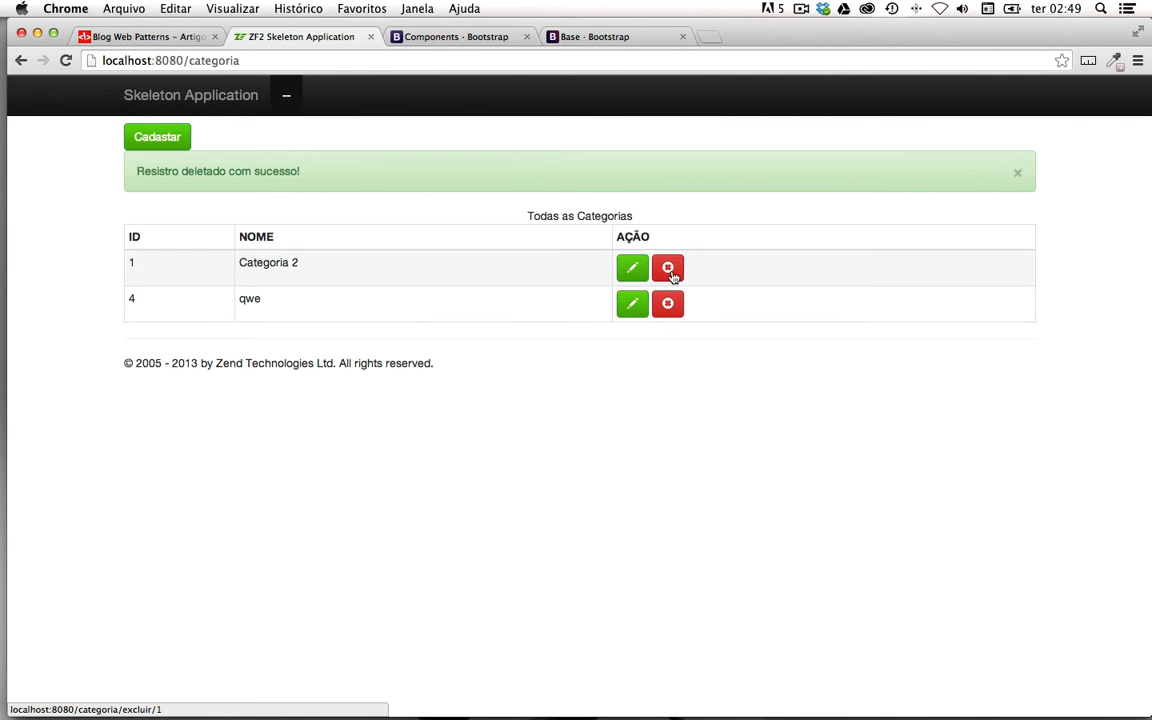 Chrome Arquivo Editar Visualizar Histórico Favoritos Janela Ajuda 5 ter 02:49
Blog Web Patterns – Artigo ZF2 Skeleton Application Components · Bootstrap Base · Bootstrap
localhost:8080/categoria
Skeleton Application --
Cadastar
Resistro deletado com sucesso! ×
Todas as Categorias
ID NOME AÇÃO
1 Categoria 2
4 qwe
© 2005 - 2013 by Zend Technologies Ltd. All rights reserved.
localhost:8080/categoria/excluir/1